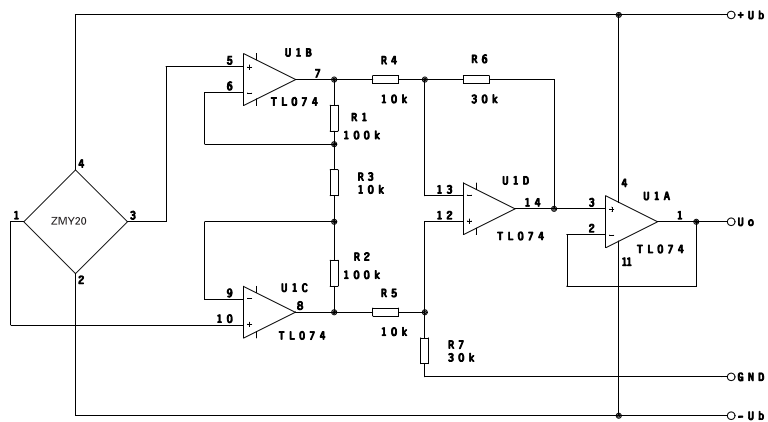 +Ub
U1B
5
6
7
TL074
R4
10k
R6
30k
R1
100k
4
1
ZMY20
3
2
R3
10k
13
12
U1D
14
TL074
4
3
2
U1A
1
TL074
11
Uo
R2
100k
9
10
U1C
8
TL074
R5
10k
R7
30k
GND
-Ub